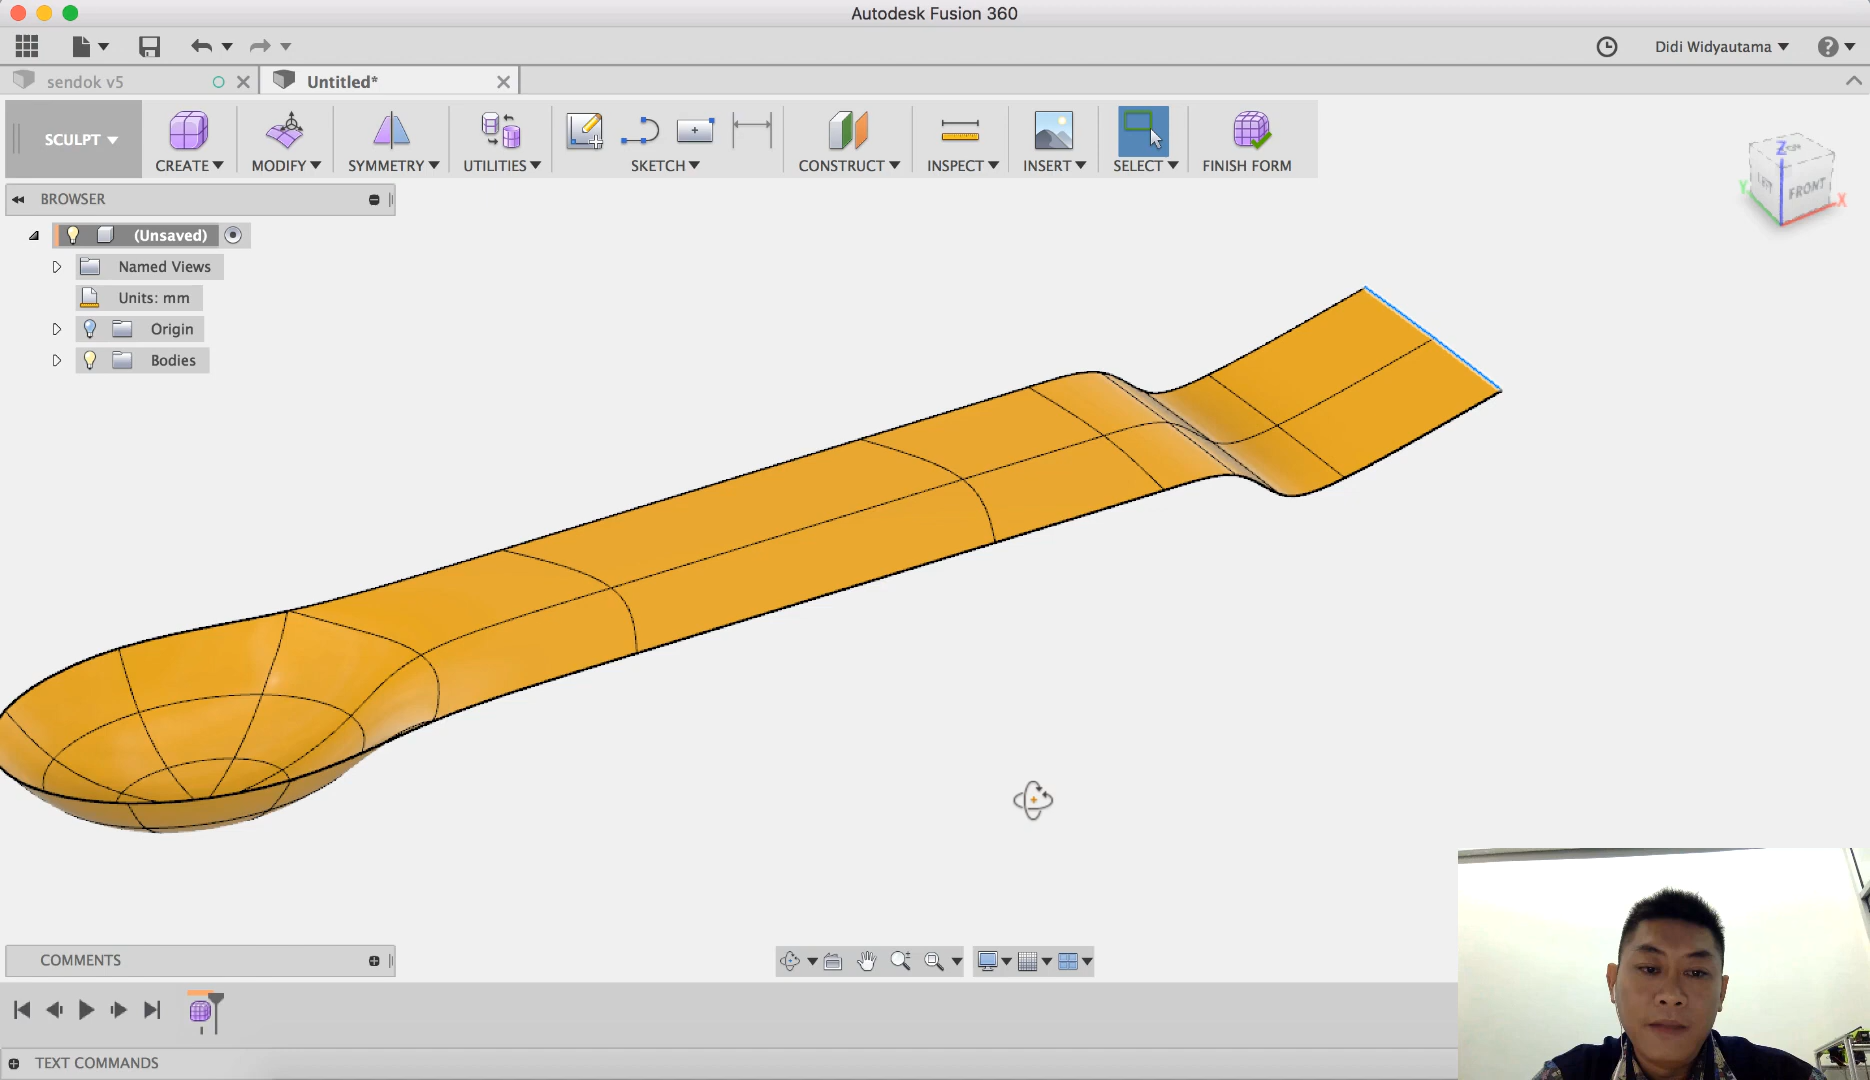 Autodesk Fusion 360
Didi Widyautama
?
sendok v5
Untitled*
SCULPT
CREATE
MODIFY
SYMMETRY
UTILITIES
SKETCH
CONSTRUCT
INSPECT
INSERT
SELECT
FINISH FORM
Z
Y
X
FRONT
BROWSER
(Unsaved)
Named Views
Units: mm
Origin
Bodies
COMMENTS
TEXT COMMANDS